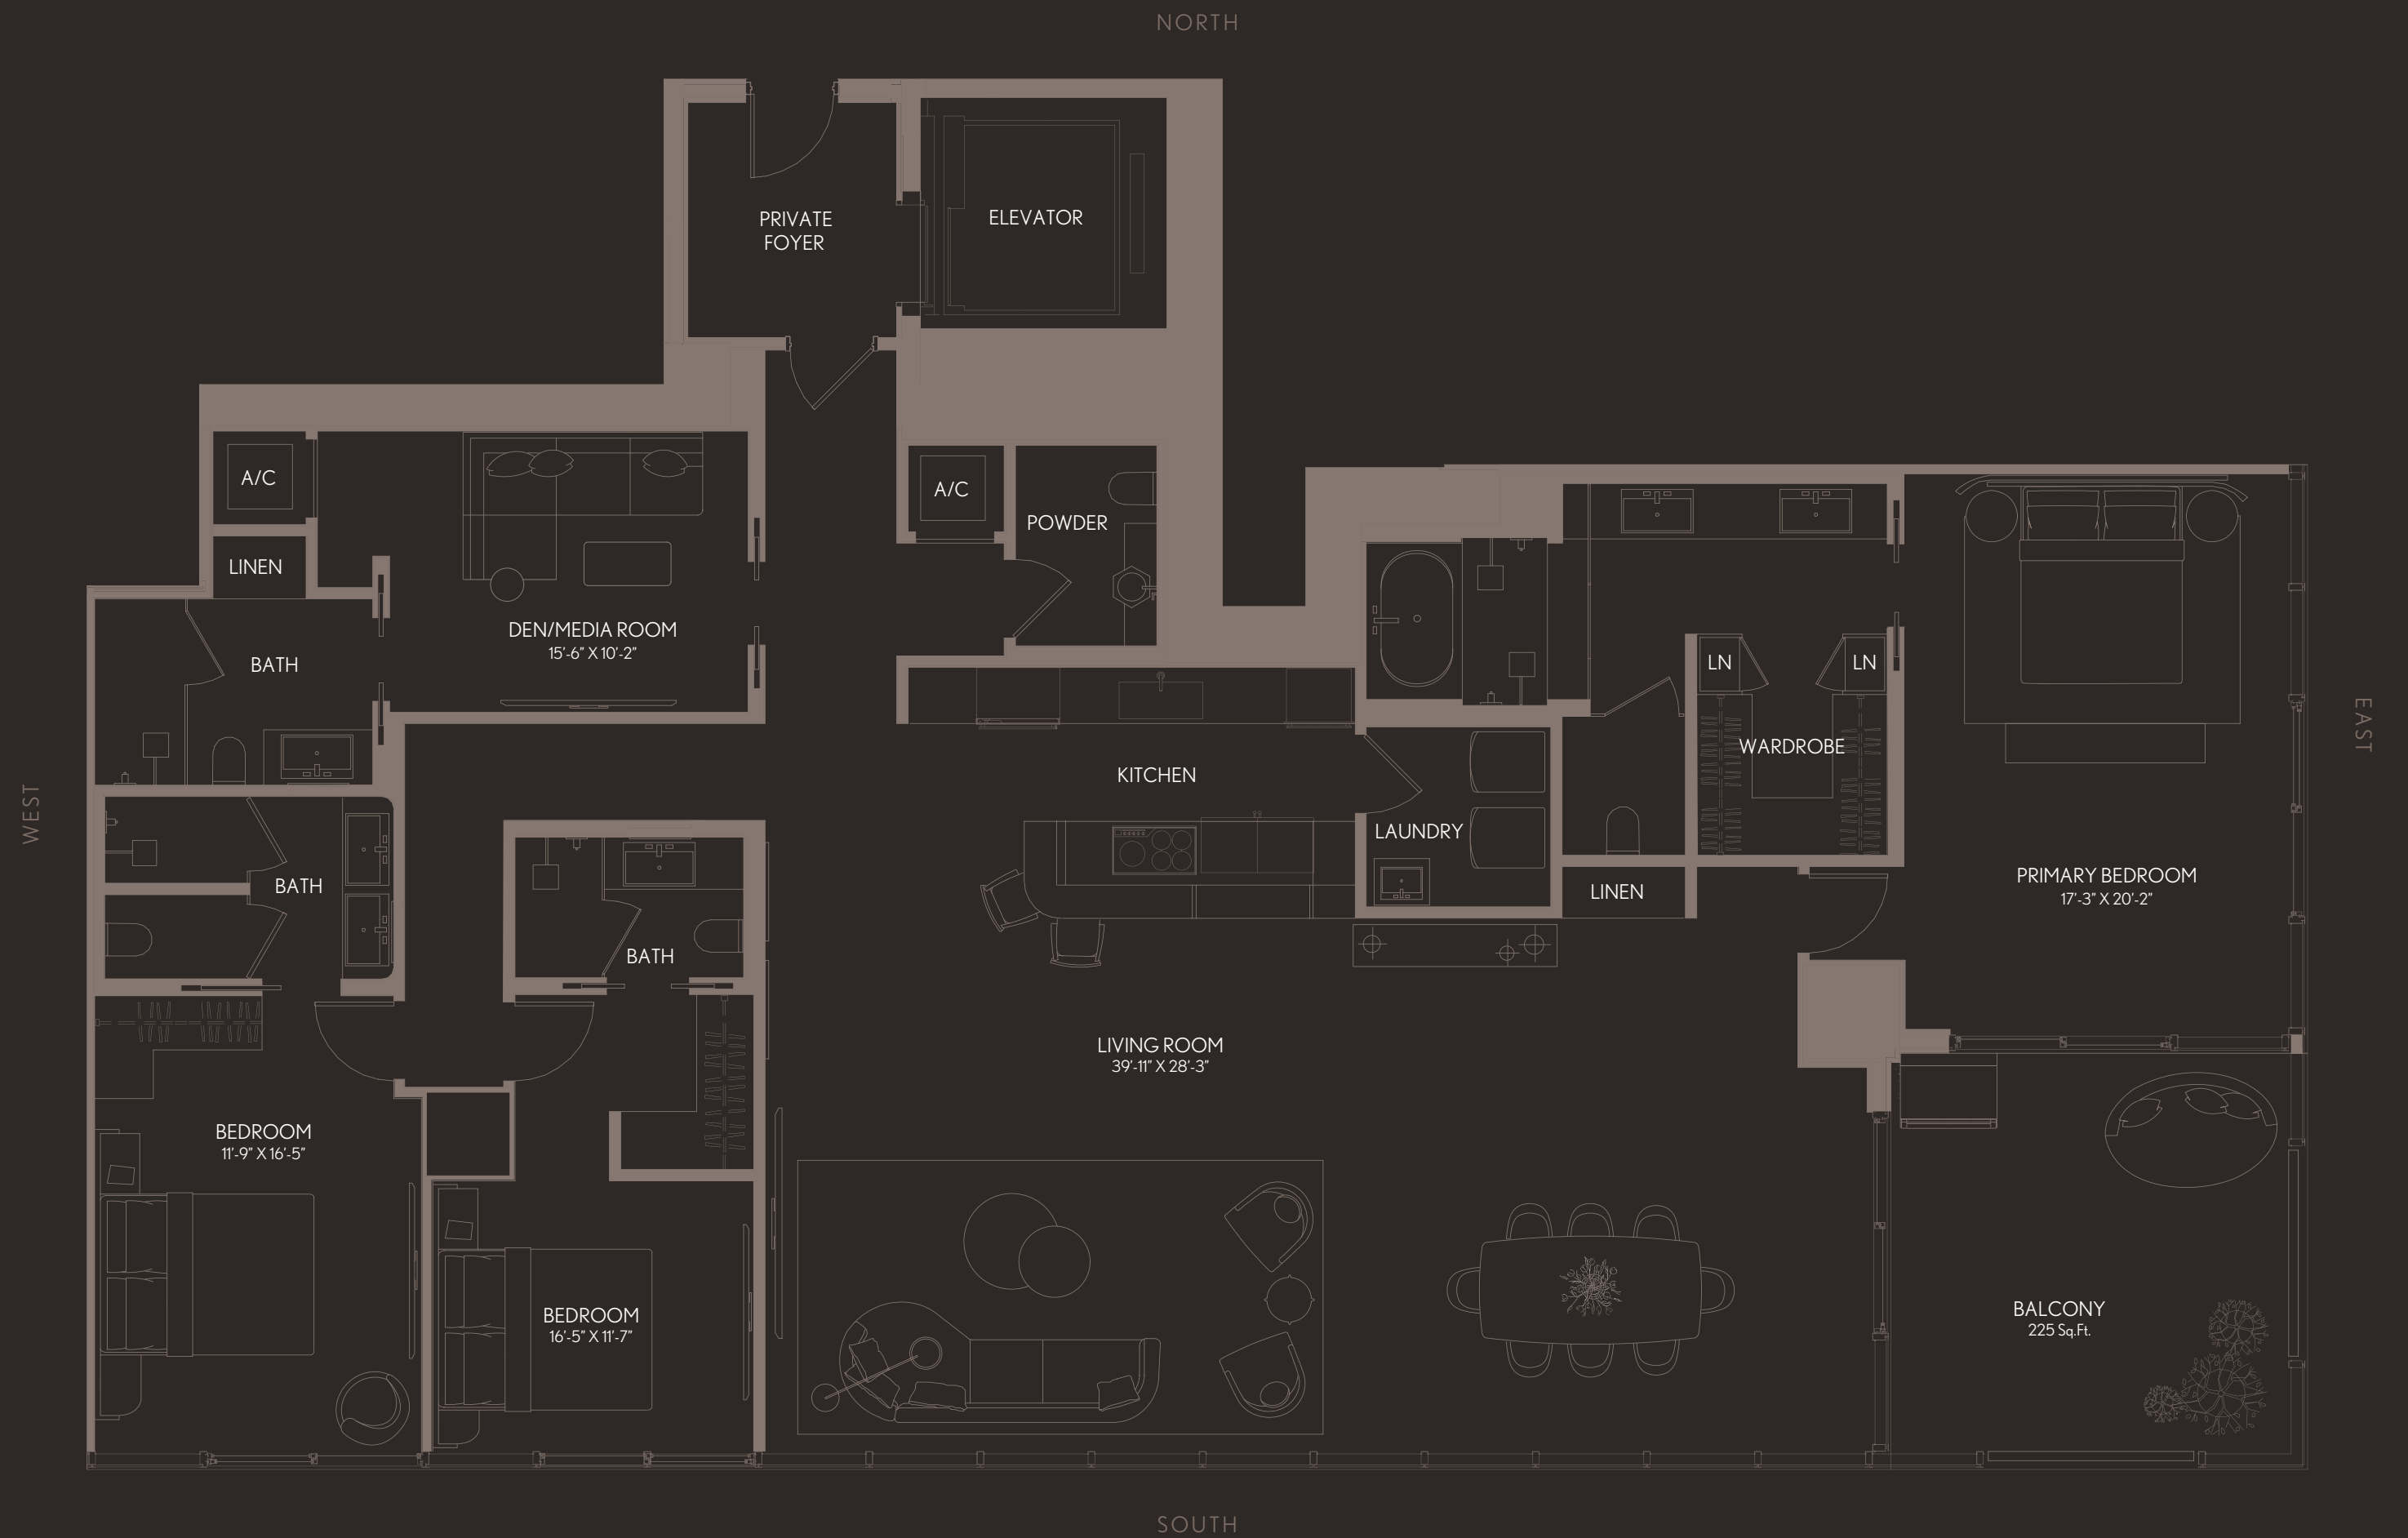 NORTH
PRIVATE
FOYER
ELEVATOR
A/C
A/C
POWDER
LINEN
DEN/MEDIA ROOM
15'-6" X 10'-2"
BATH
LN
LN
WARDROBE
EAST
KITCHEN
WEST
LAUNDRY
BATH
LINEN
PRIMARY BEDROOM
17'-3" X 20'-2"
BATH
LIVING ROOM
39'-11" X 28'-3"
BEDROOM
11'-9" X 16'-5"
BEDROOM
16'-5" X 11'-7"
BALCONY
225 Sq.Ft.
SOUTH